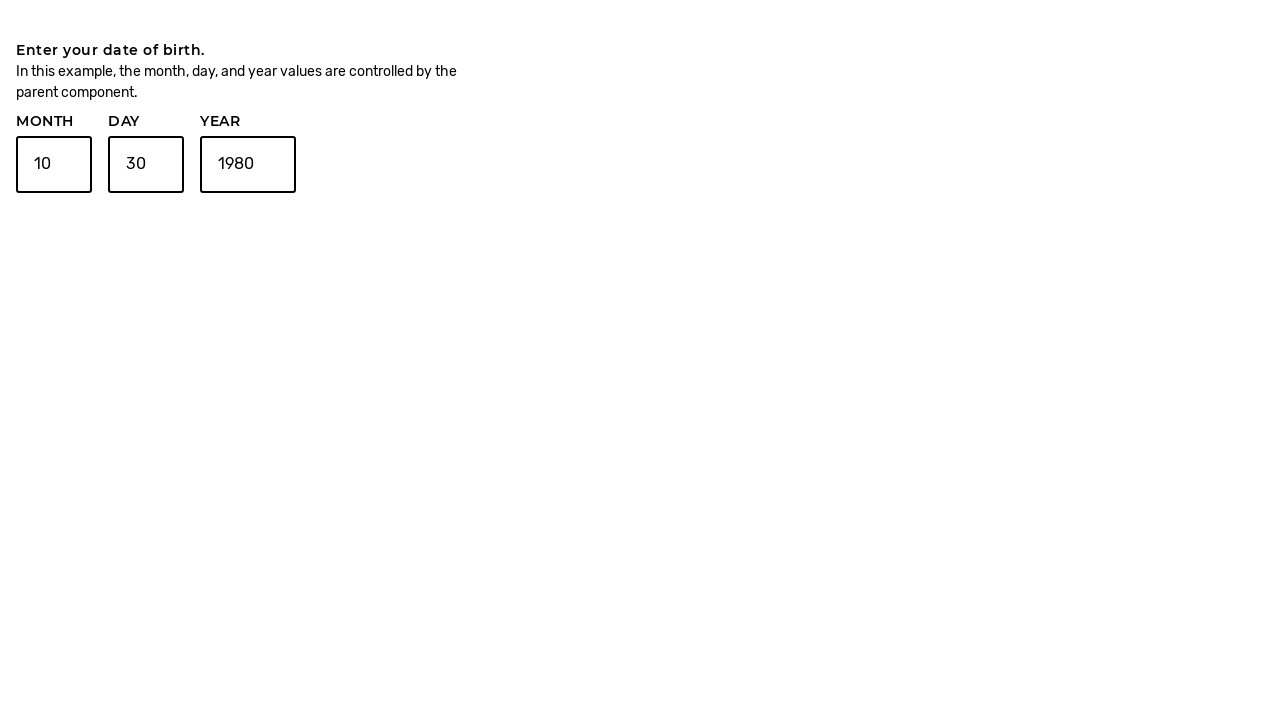 Enter your date of birth.
In this example, the month, day, and year values are controlled by the
parent component.
MONTH DAY YEAR
10 30 1980